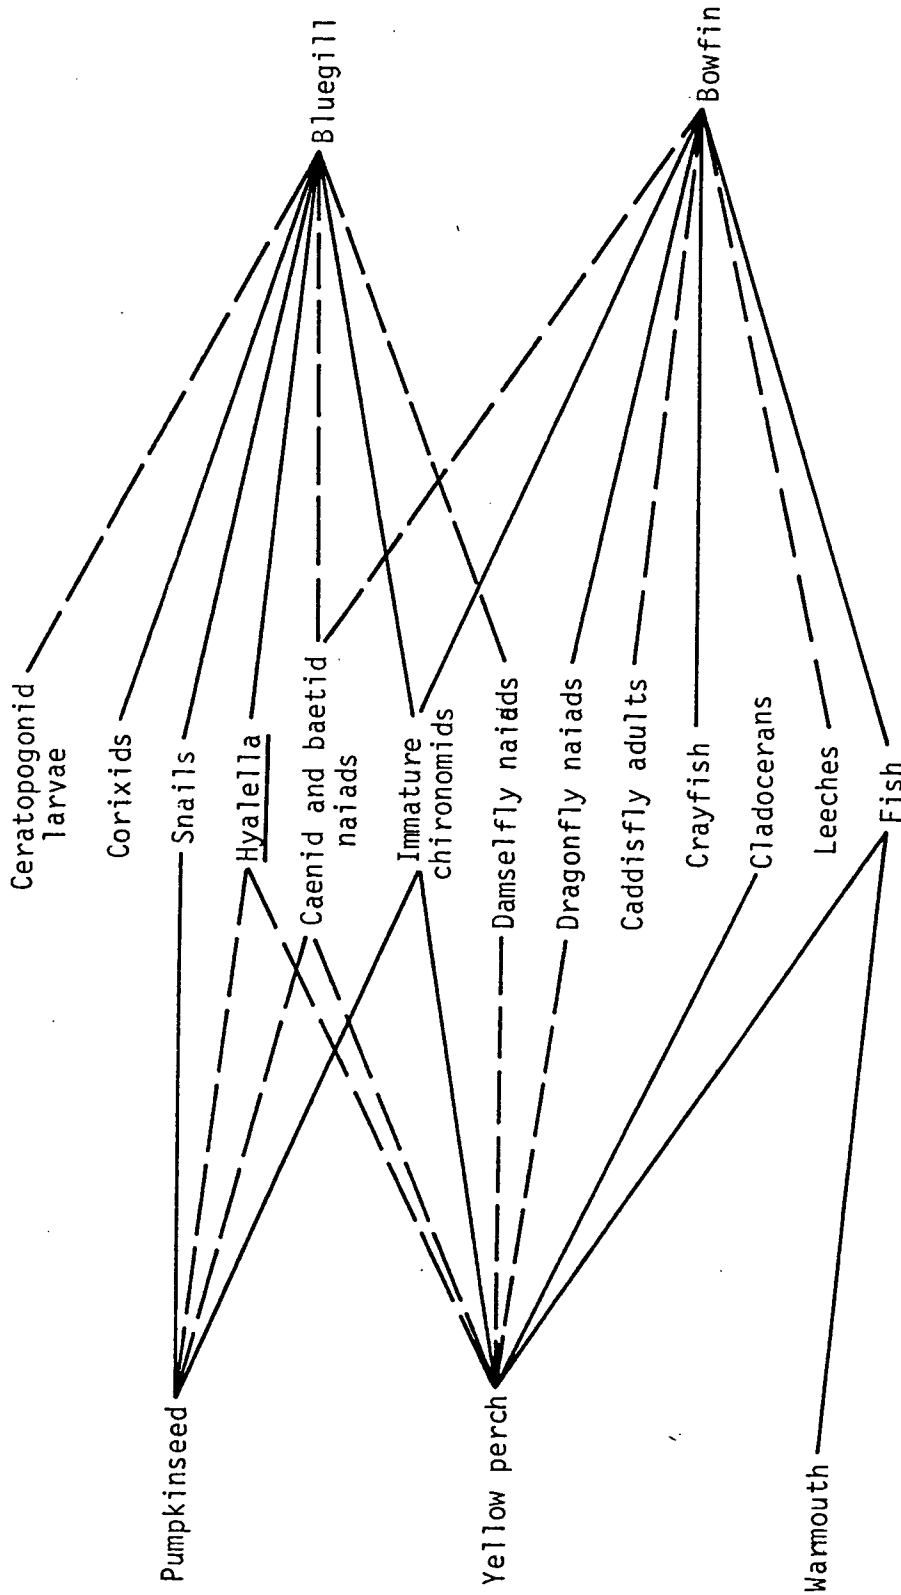 Pumpkinseed
Yellow perch
Warmouth
Ceratopogonid
larvae
Corixids
Snails
Hyalella
Caenid and baetid
naiads
Immature
chironomids
Damselfly naiads
Dragonfly naiads
Caddisfly adults
Crayfish
Cladocerans
Leeches
Fish
Bluegill
Bowfin